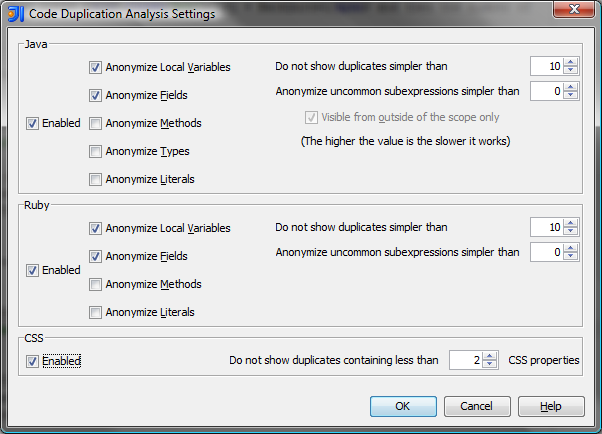 Code Duplication Analysis Settings
Java
Anonymize Local Variables Do not show duplicates simpler than 10
Anonymize Fields Anonymize uncommon subexpressions simpler than 0
Enabled Anonymize Methods Visible from outside of the scope only
Anonymize Types (The higher the value is the slower it works)
Anonymize Literals
Ruby
Anonymize Local Variables Do not show duplicates simpler than 10
Anonymize Fields Anonymize uncommon subexpressions simpler than 0
Enabled Anonymize Methods
Anonymize Literals
CSS
Enabled Do not show duplicates containing less than 2 CSS properties
OK Cancel Help